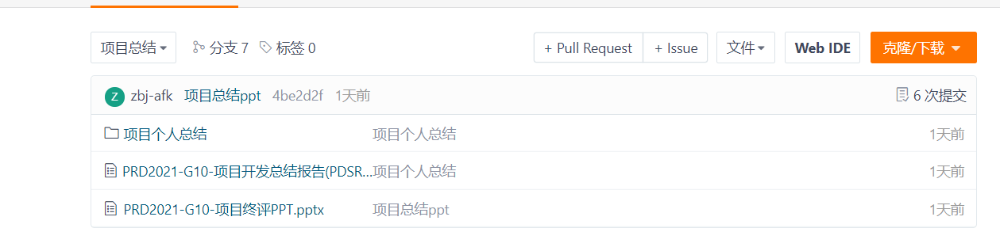 项目总结 分支 7 标签 0 + Pull Request + Issue 文件 Web IDE 克隆/下载
Z zbj-afk 项目总结ppt 4be2d2f 1天前 6 次提交
项目个人总结 项目个人总结 1天前
PRD2021-G10-项目开发总结报告(PDSR... 项目个人总结 1天前
PRD2021-G10-项目终评PPT.pptx 项目总结ppt 1天前